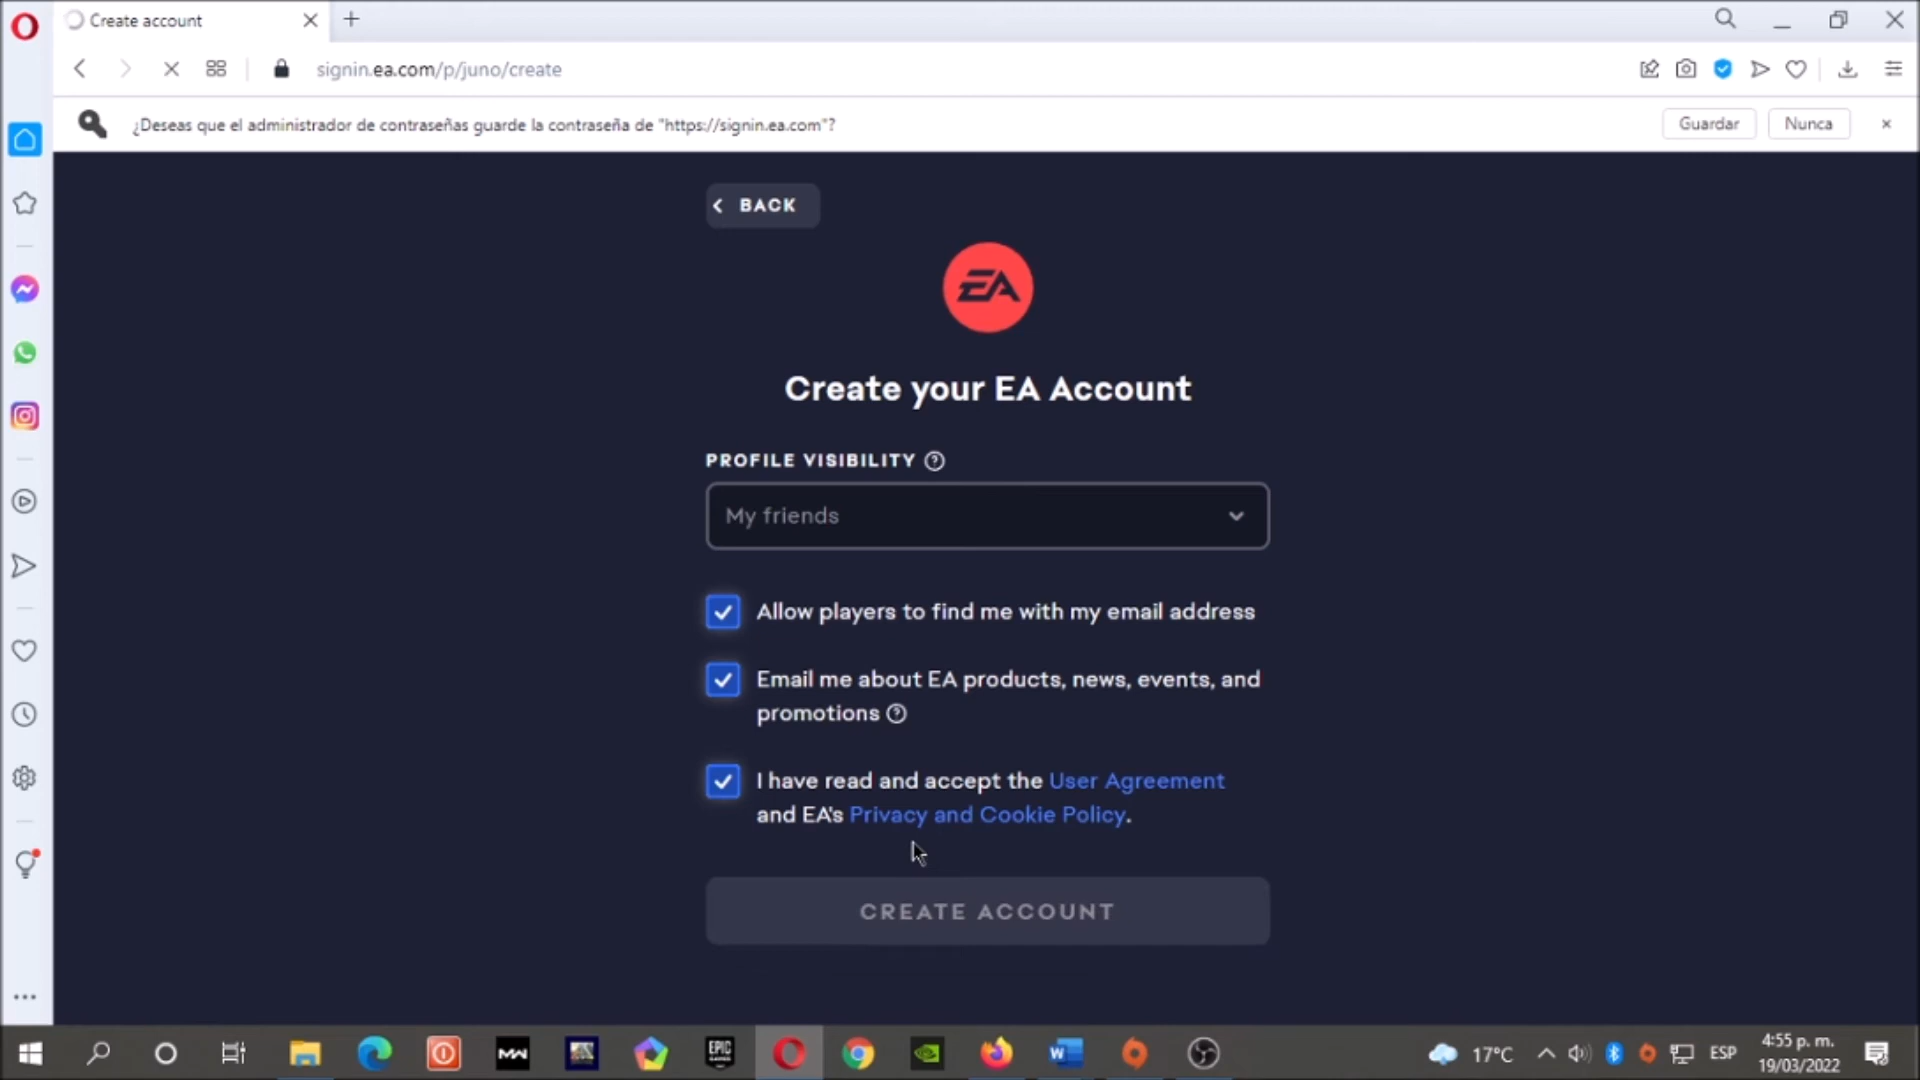 Create account
signin.ea.com/p/juno/create
¿Deseas que el administrador de contraseñas guarde la contraseña de "https://signin.ea.com"?
Guardar
Nunca
BACK
EA
Create your EA Account
PROFILE VISIBILITY
My friends
Allow players to find me with my email address
Email me about EA products, news, events, and
promotions
I have read and accept the User Agreement
and EA's Privacy and Cookie Policy.
CREATE ACCOUNT
MW
EPIC
GAMES
W
17°C
ESP
4:55 p. m.
19/03/2022